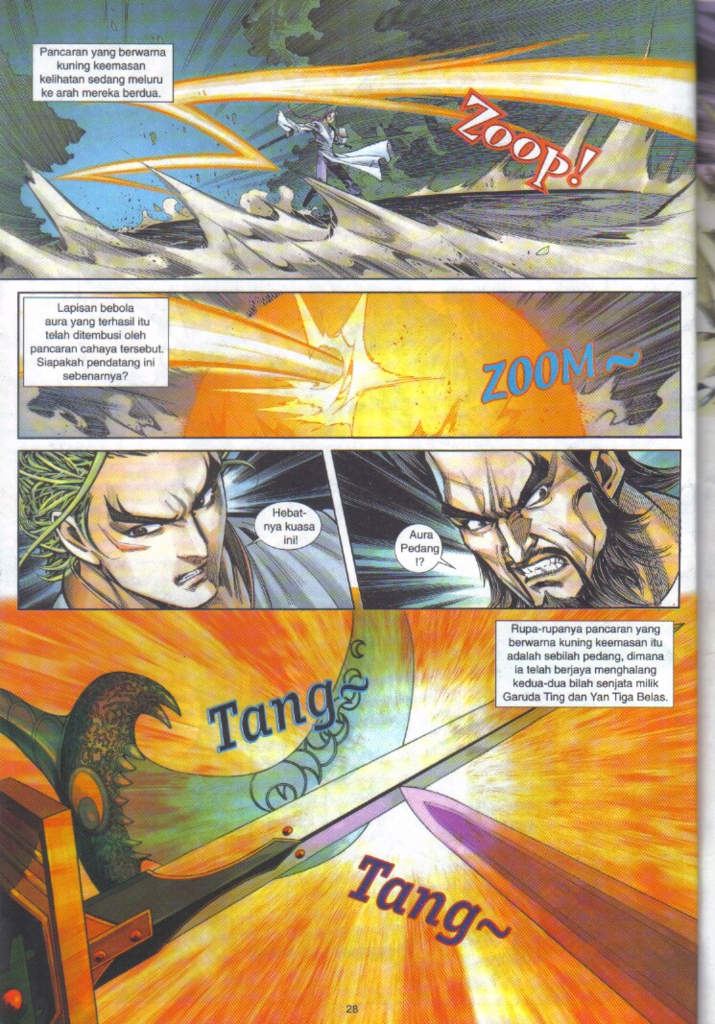 Pancaran yang berwarna
kuning keemasan
kelihatan sedang meluru
ke arah mereka berdua.
Zoop!
Lapisan bebola
aura yang terhasil itu
telah ditembusi oleh
pancaran cahaya tersebut.
Siapakah pendatang ini
sebenarnya?
ZOOM~
Hebat-
nya kuasa
ini!
Aura
Pedang
!?
Rupa-rupanya pancaran yang
berwarna kuning keemasan itu
adalah sebilah pedang, dimana
ia telah berjaya menghalang
kedua-dua bilah senjata milik
Garuda Ting dan Yan Tiga Belas.
Tang~
Tang~
28